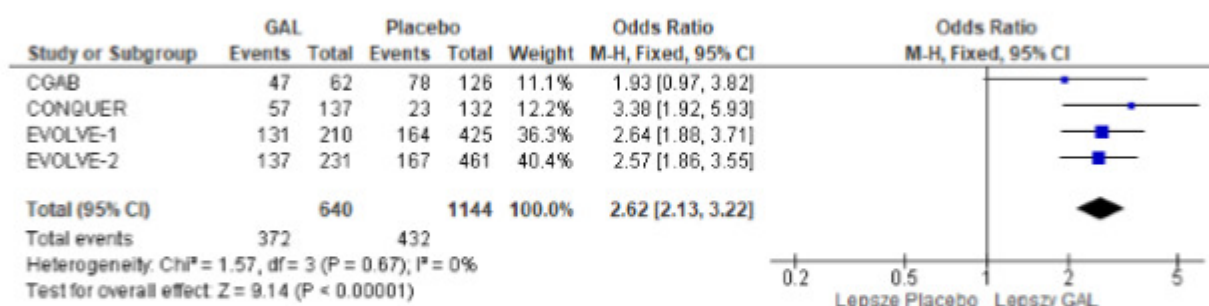 GAL Placebo Odds Ratio Odds Ratio
Study or Subgroup Events Total Events Total Weight M-H, Fixed, 95% CI M-H, Fixed, 95% CI
CGAB 47 62 78 126 11.1% 1.93 [0.97, 3.82]
CONQUER 57 137 23 132 12.2% 3.38 [1.92, 5.93]
EVOLVE-1 131 210 164 425 36.3% 2.64 [1.88, 3.71]
EVOLVE-2 137 231 167 461 40.4% 2.57 [1.86, 3.55]
Total (95% CI) 640 1144 100.0% 2.62 [2.13, 3.22]
Total events 372 432
Heterogeneity: Chi² = 1.57, df = 3 (P = 0.67); I² = 0%
Test for overall effect: Z = 9.14 (P < 0.00001)
0.2 0.5 1 2 5
Lepsze Placebo Lepszy GAL